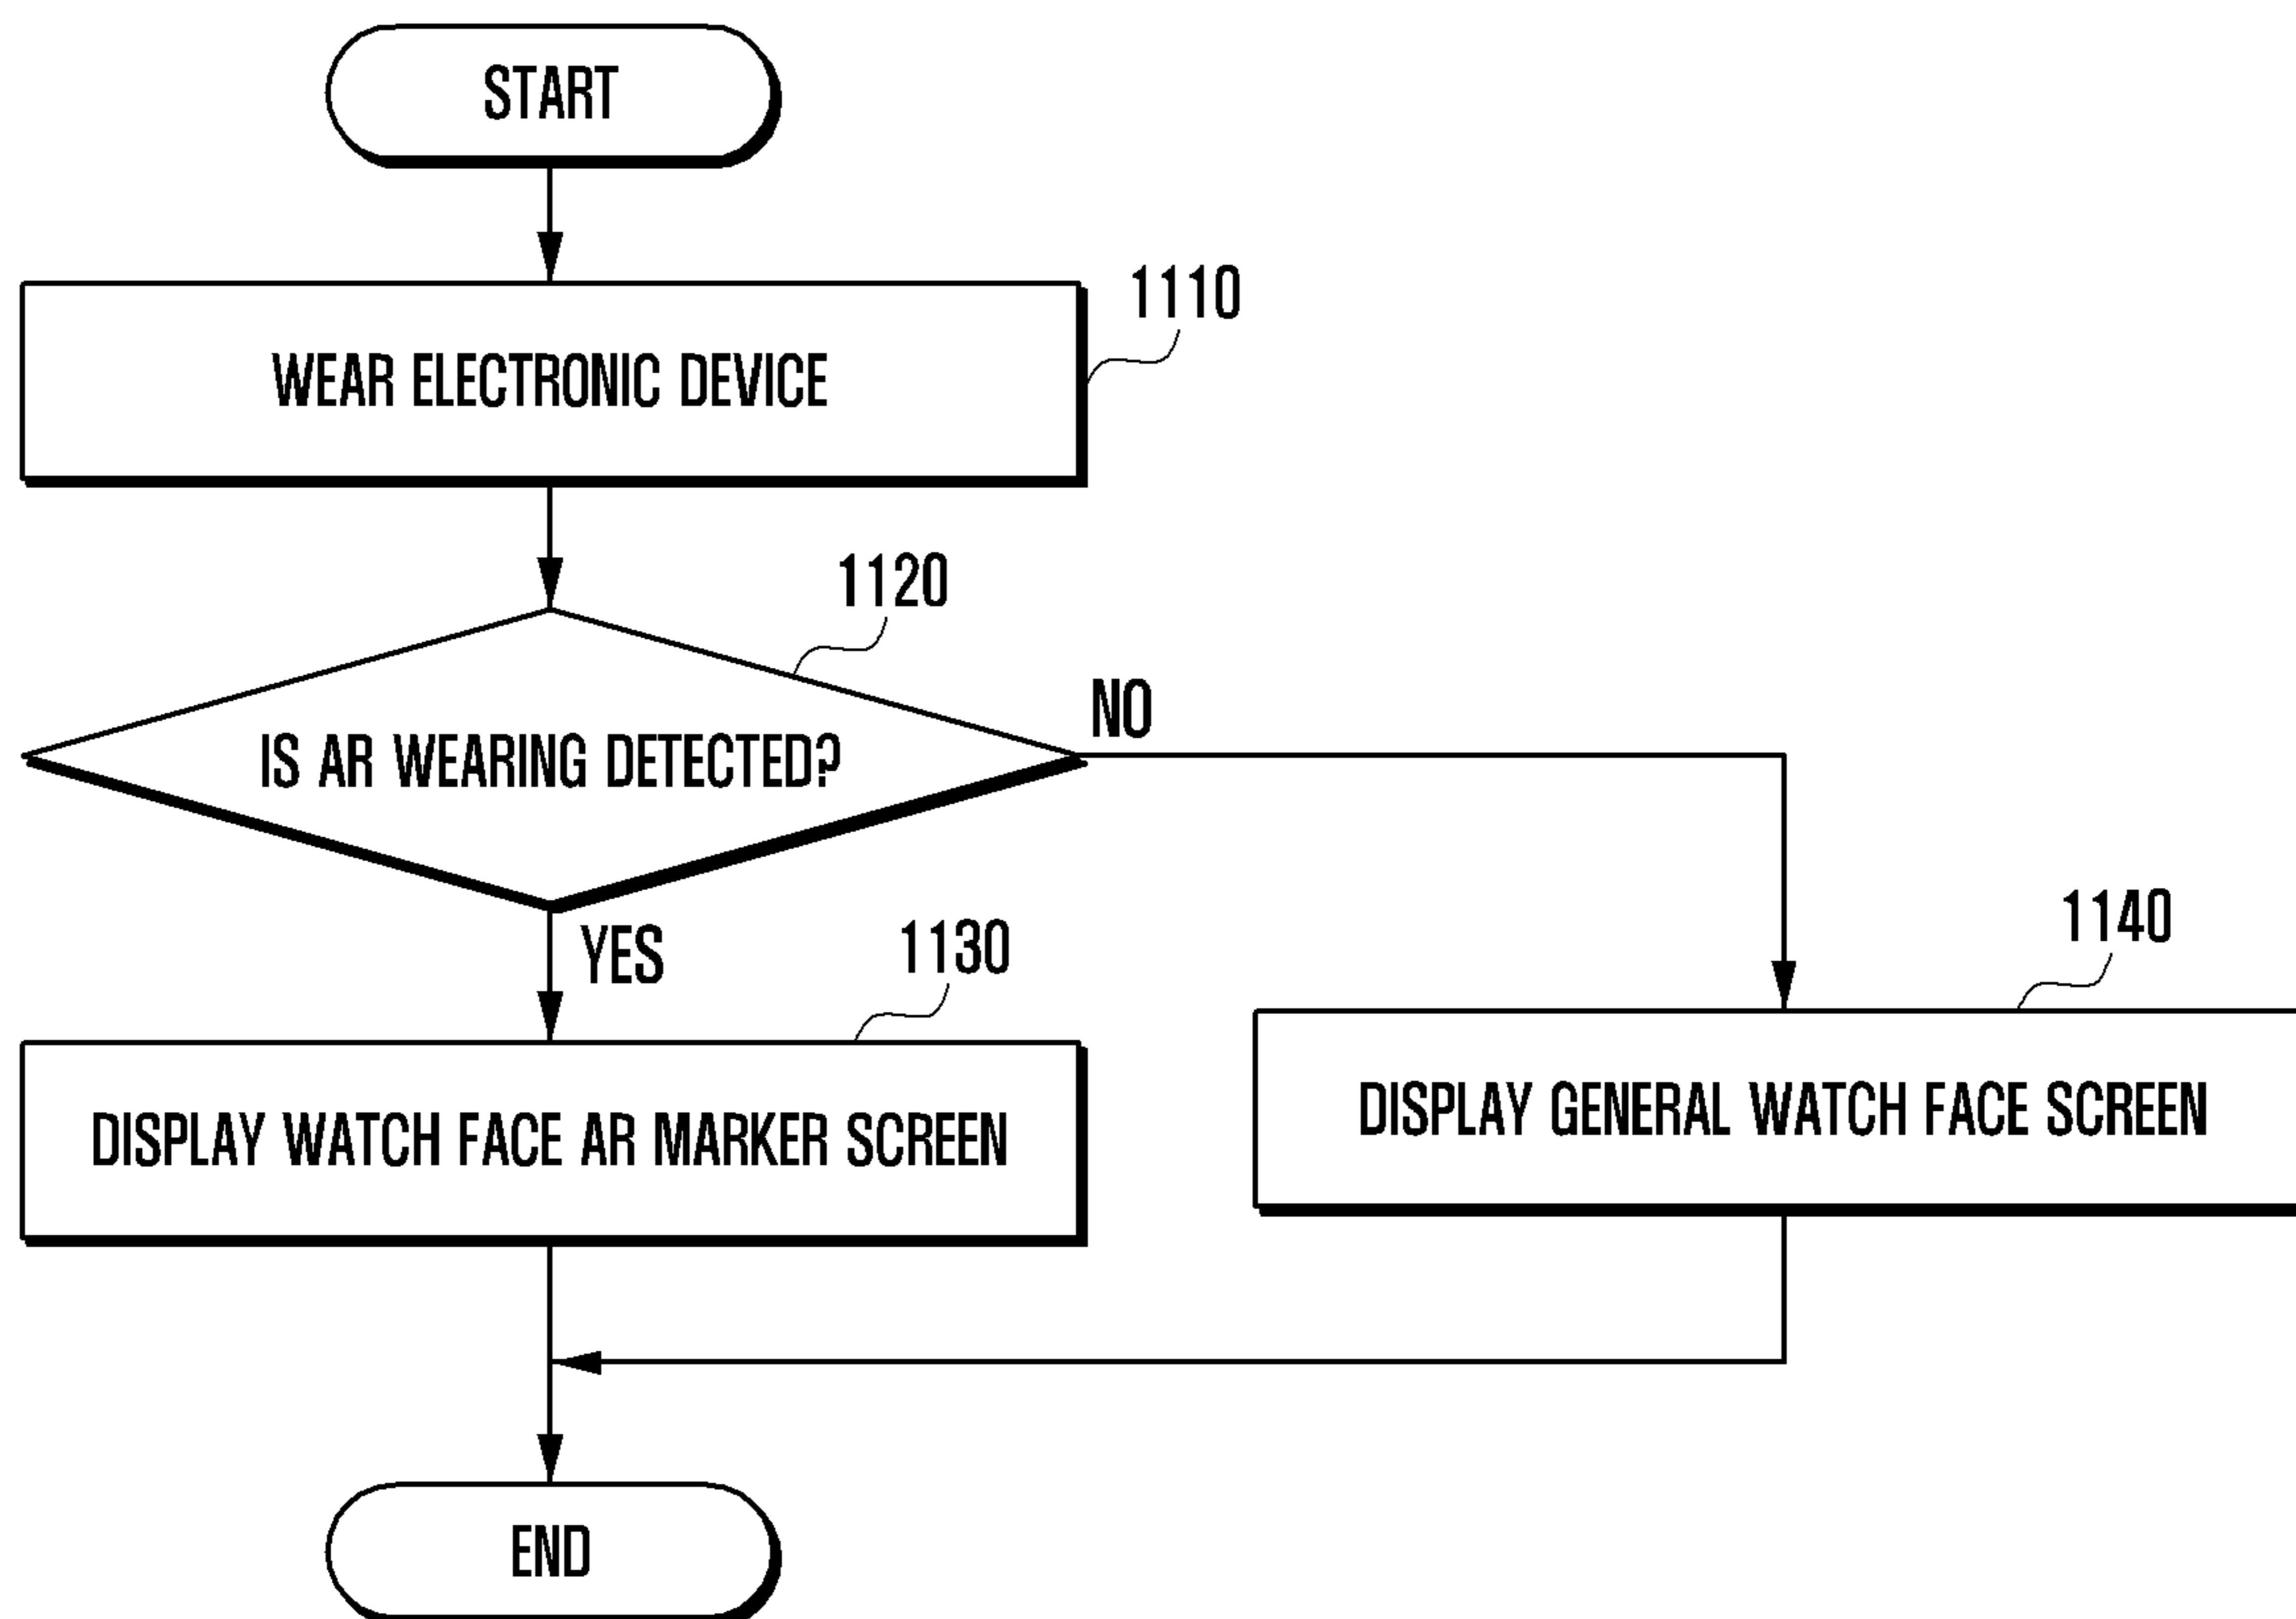 START
1110
WEAR ELECTRONIC DEVICE
1120
IS AR WEARING DETECTED?
NO
YES
1130
DISPLAY WATCH FACE AR MARKER SCREEN
1140
DISPLAY GENERAL WATCH FACE SCREEN
END